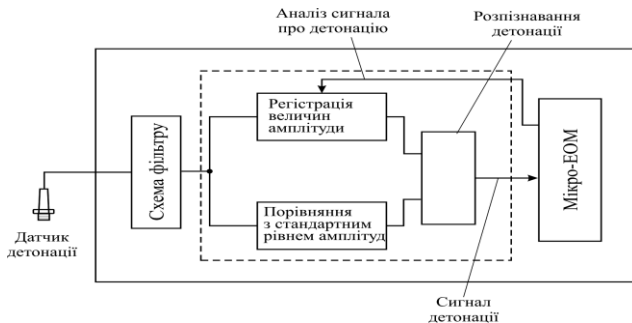 Аналіз сигнала
про детонацію
Розпізнавання
детонації
Регістрація
величин
амплітуди
Схема фільтру
Мікро-ЕОМ
Порівняння
з стандартним
рівнем амплітуд
Датчик
детонації
Сигнал
детонації